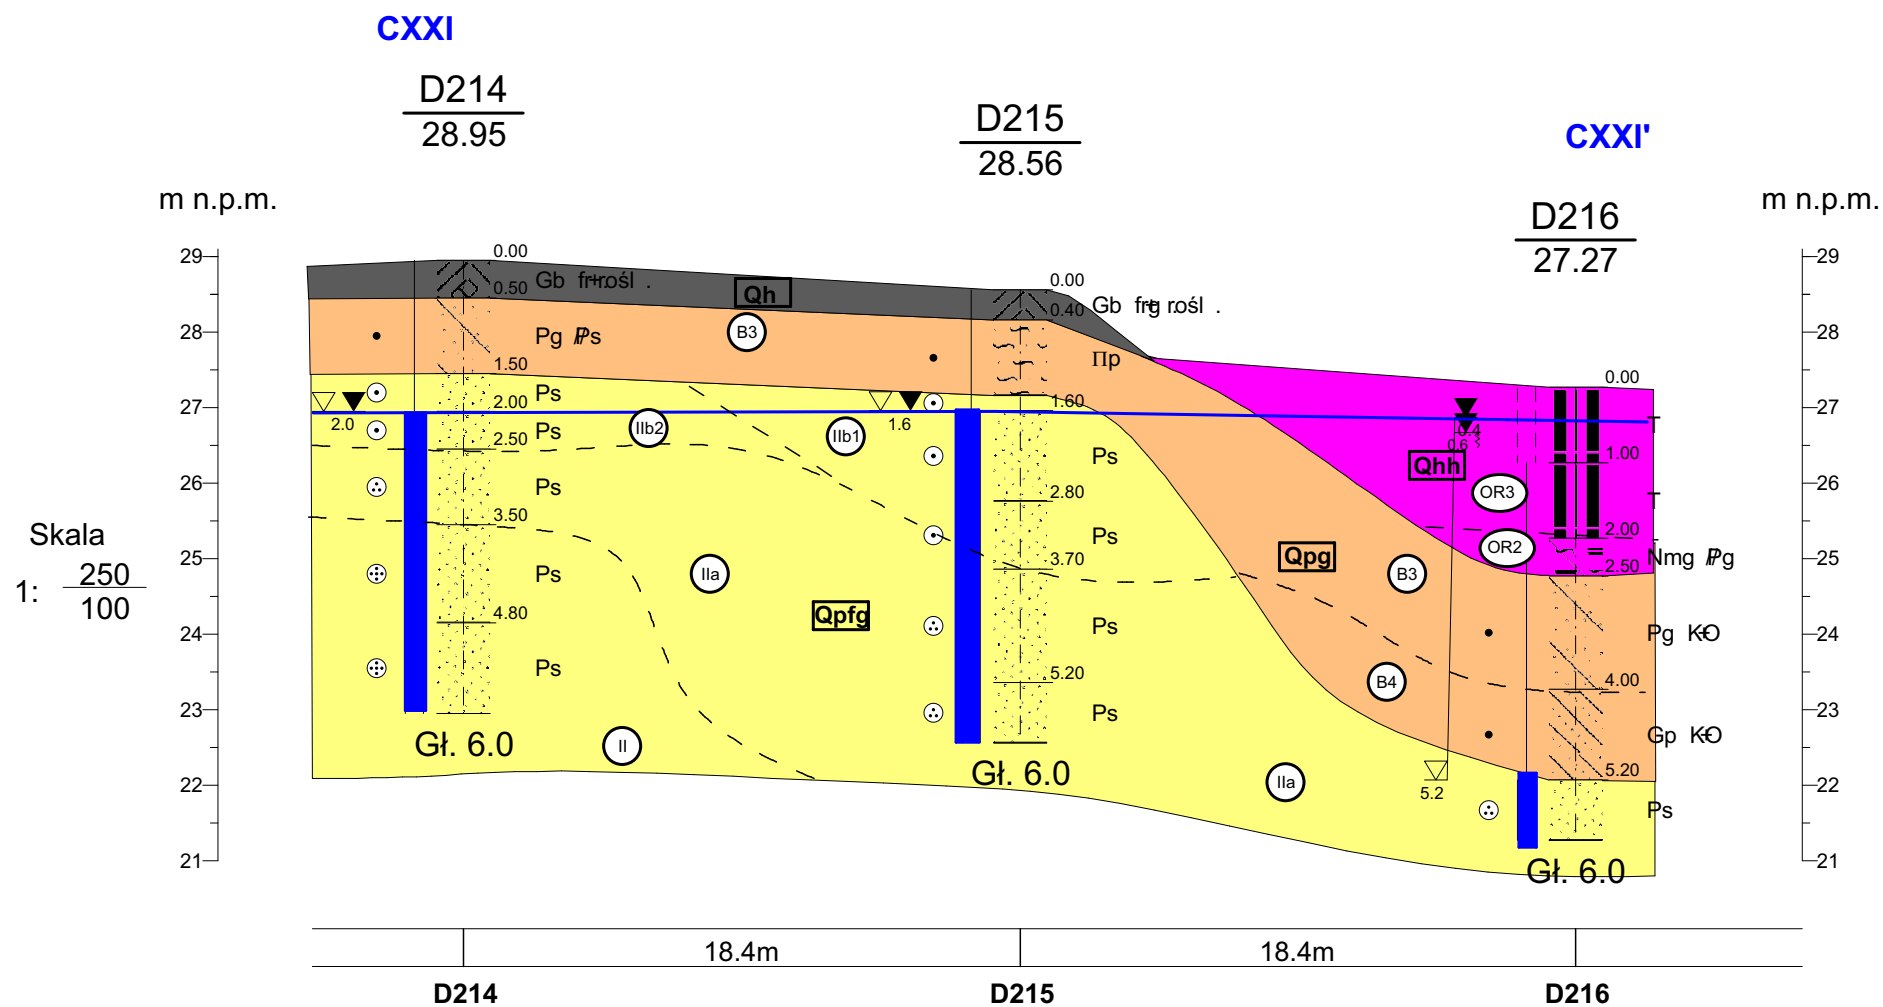 CXXI
D214
28.95
D215
28.56
CXXI'
D216
27.27
m n.p.m.
m n.p.m.
29
28
27
26
25
24
23
22
21
29
28
27
26
25
24
23
22
21
Skala
1: 250
100
0.00
0.50
1.50
2.00
2.50
3.50
4.80
Gb
Pg
Ps
Ps
Ps
Ps
Ps
2.0
Gł. 6.0
Qh
B3
IIb2
IIb1
IIa
Qpfg
II
0.00
0.40
1.60
2.80
3.70
5.20
Gb
Πp
Ps
Ps
Ps
Ps
1.6
Gł. 6.0
Qpg
B3
B4
IIa
Qhh
OR3
OR2
0.4
0.6
5.2
0.00
1.00
2.00
2.50
4.00
5.20
T
T
Nmg
Pg
Gp
Ps
Gł. 6.0
18.4m
18.4m
D214
D215
D216